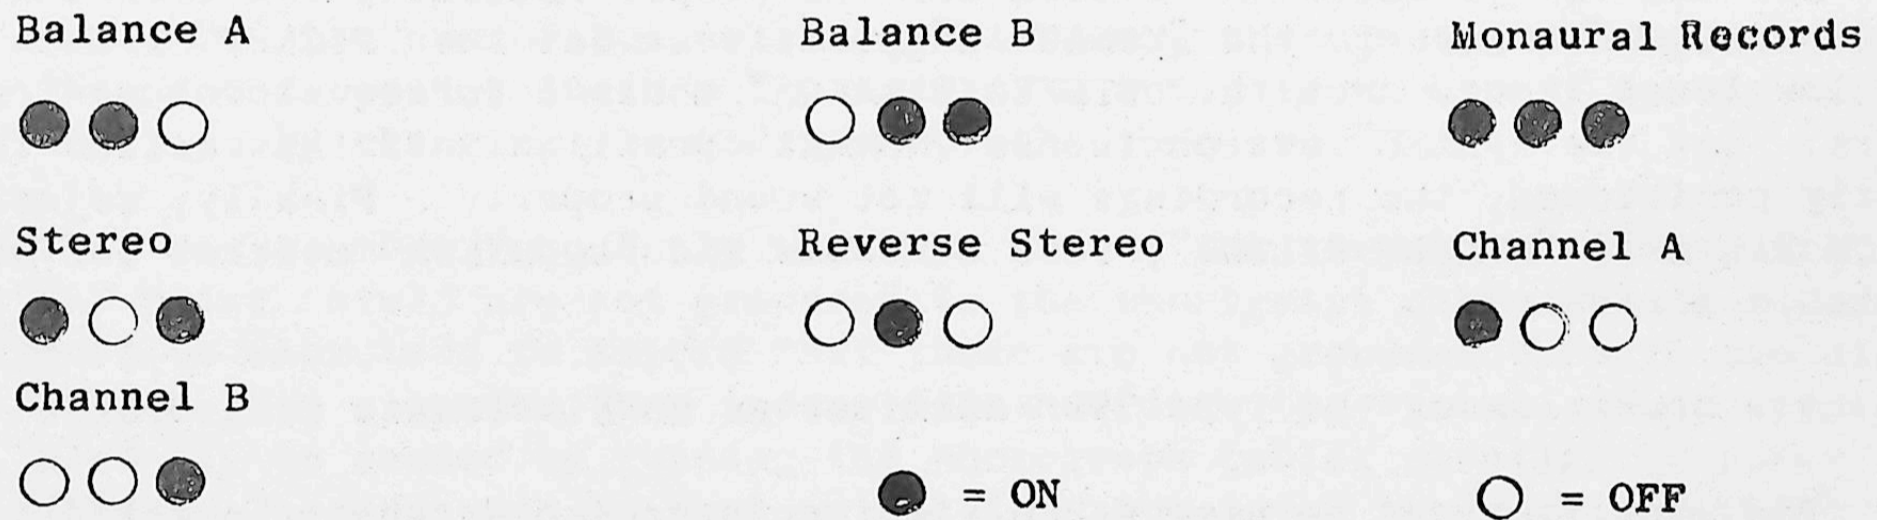 Balance A Balance B Monaural Records
Stereo Reverse Stereo Channel A
Channel B
= ON = OFF